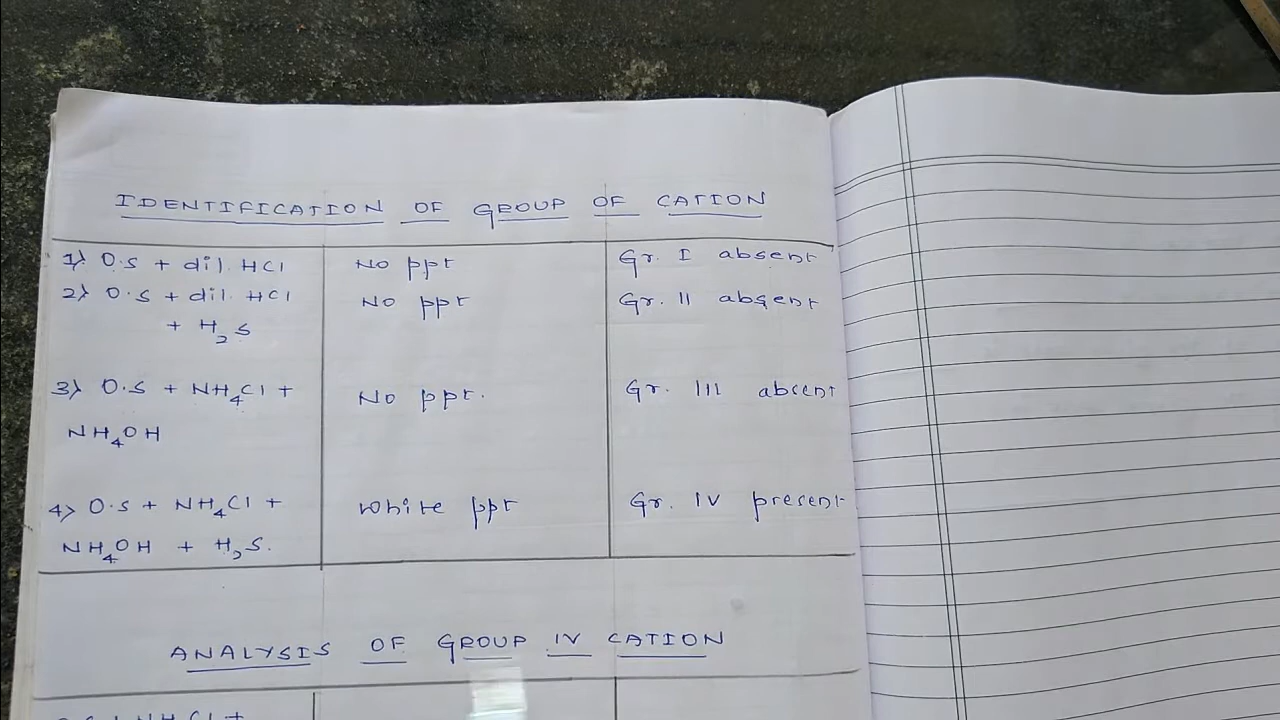 IDENTIFICATION OF GROUP OF CATION
1) O.S + dil. HCl No ppt Gr. I absent
2) O.S + dil. HCl No ppt Gr. II absent
+ H₂S
3) O.S + NH₄Cl + No ppt. Gr. III absent
NH₄OH
4) O.S + NH₄Cl + White ppt Gr. IV present
NH₄OH + H₂S.
ANALYSIS OF GROUP IV CATION